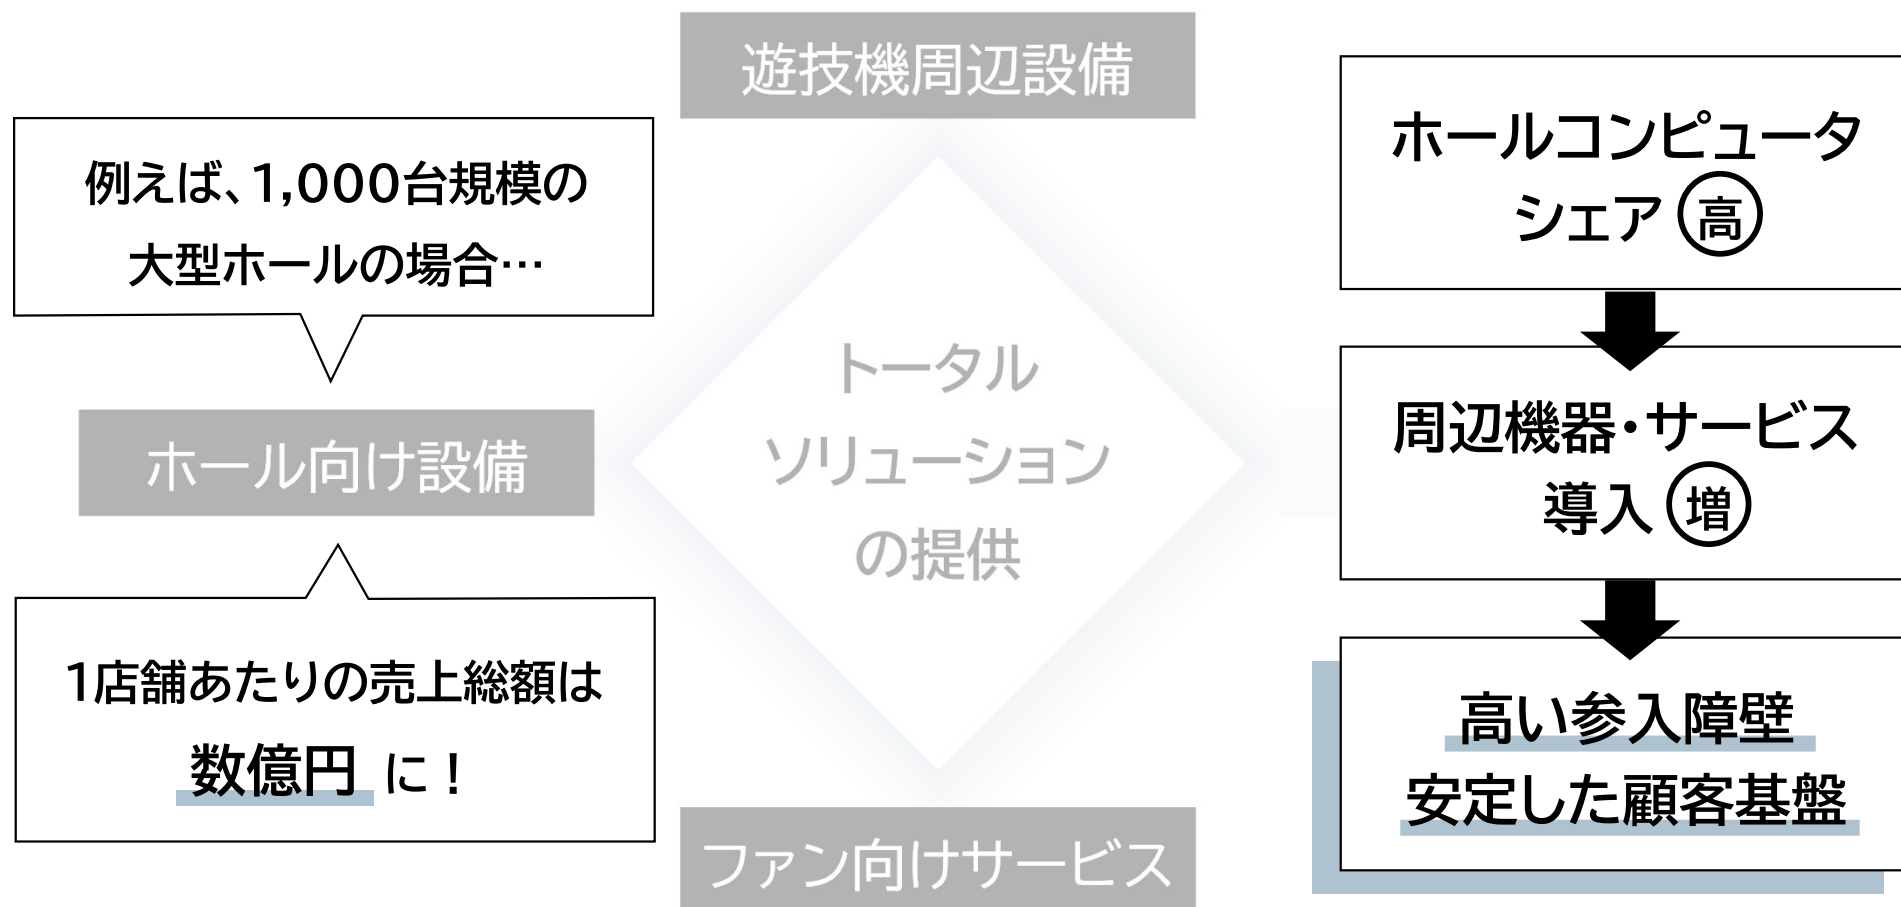 遊技機周辺設備
例えば、1,000台規模の
大型ホールの場合…
ホール向け設備
1店舗あたりの売上総額は
数億円 に！
トータル
ソリューション
の提供
ファン向けサービス
ホールコンピュータ
シェア 高
周辺機器・サービス
導入 増
高い参入障壁
安定した顧客基盤